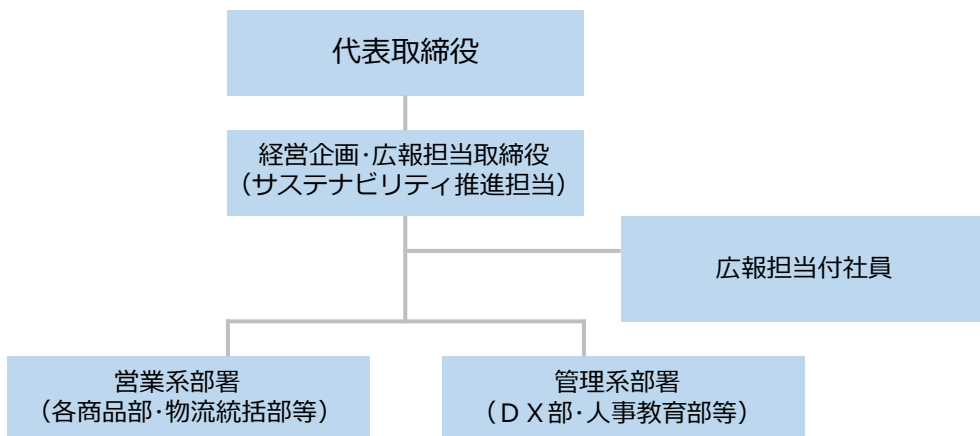 代表取締役
経営企画･広報担当取締役
（サステナビリティ推進担当）
広報担当付社員
営業系部署
（各商品部･物流統括部等）
管理系部署
（ＤＸ部･人事教育部等）